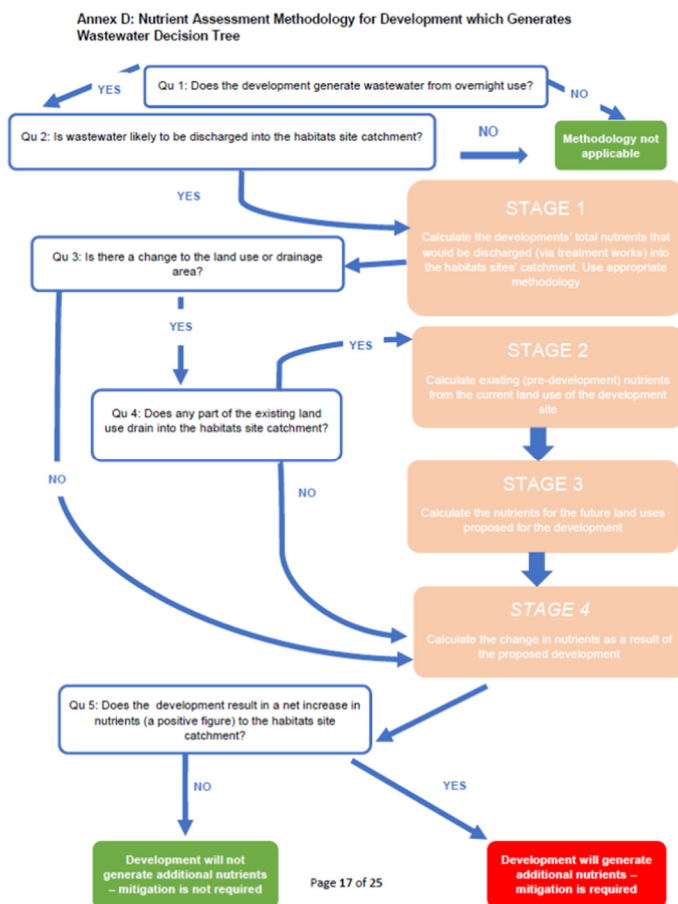 Annex D: Nutrient Assessment Methodology for Development which Generates
Wastewater Decision Tree
Qu 1: Does the development generate wastewater from overnight use?
YES
NO
Qu 2: Is wastewater likely to be discharged into the habitats site catchment?
NO
Methodology not
applicable
YES
STAGE 1
Calculate the developments' total nutrients that
would be discharged (via treatment works) into
the habitats sites' catchment. Use appropriate
methodology
Qu 3: Is there a change to the land use or drainage
area?
YES
YES
STAGE 2
Calculate existing (pre-development) nutrients
from the current land use of the development
site
Qu 4: Does any part of the existing land
use drain into the habitats site catchment?
NO
NO
STAGE 3
Calculate the nutrients for the future land uses
proposed for the development
STAGE 4
Calculate the change in nutrients as a result of
the proposed development
Qu 5: Does the development result in a net increase in
nutrients (a positive figure) to the habitats site
catchment?
NO
YES
Development will not
generate additional nutrients
– mitigation is not required
Page 17 of 25
Development will generate
additional nutrients –
mitigation is required